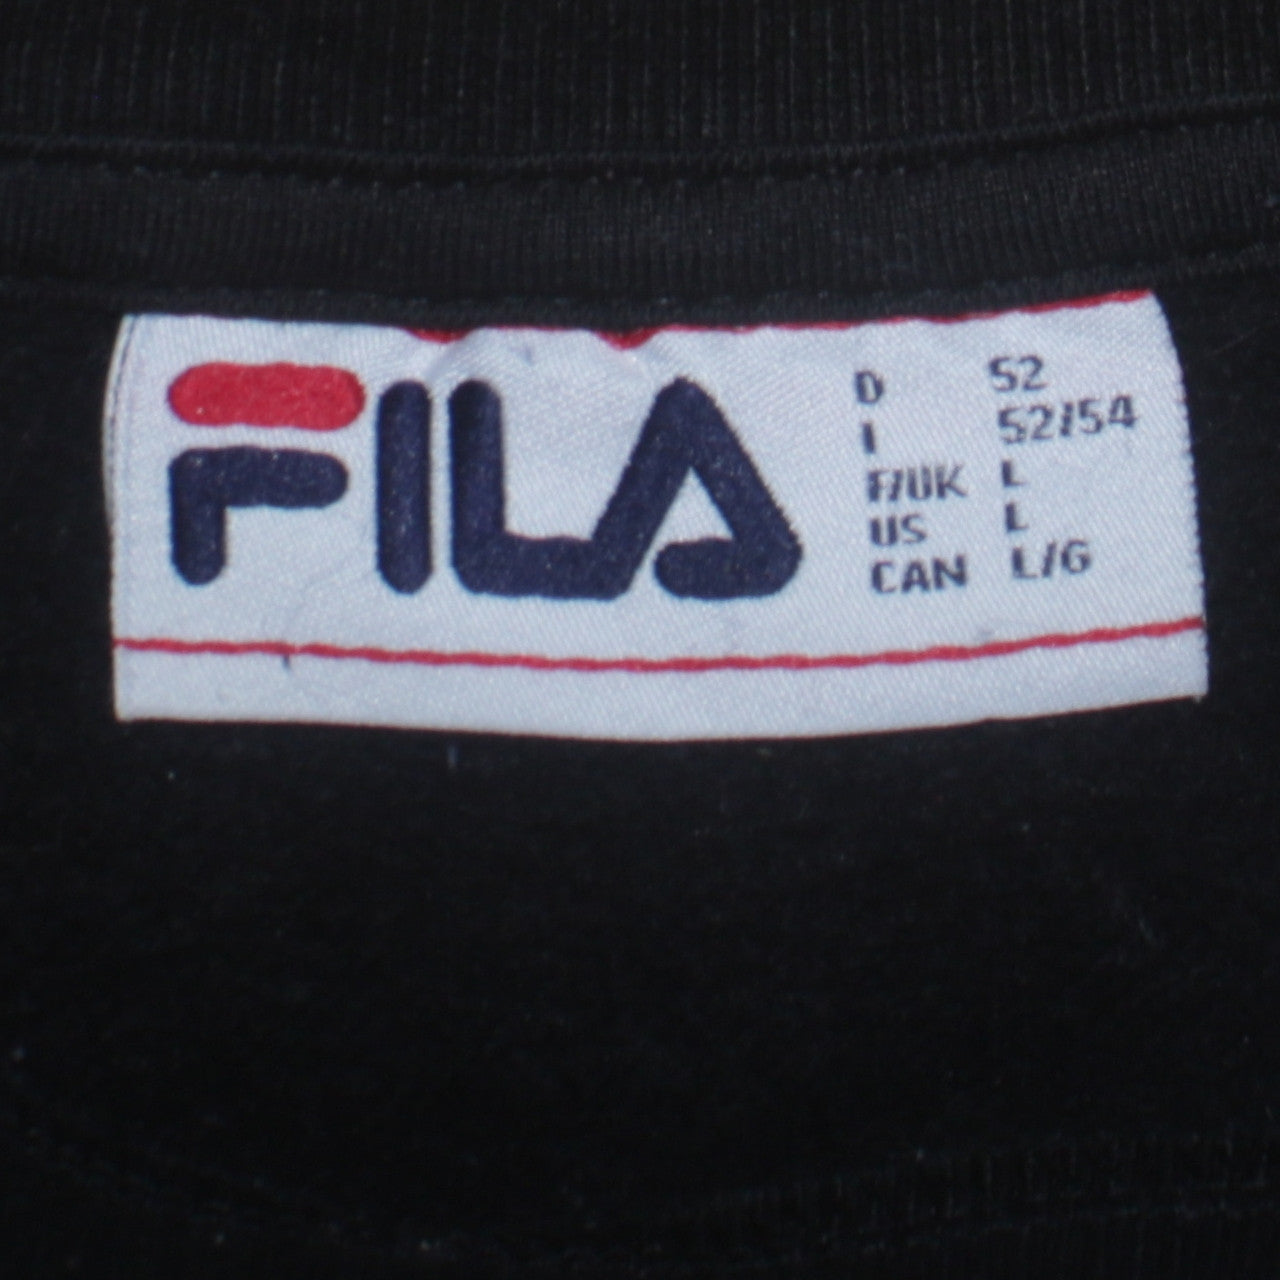 FILA
D 52
I 52/54
F/UK L
US L
CAN L/G